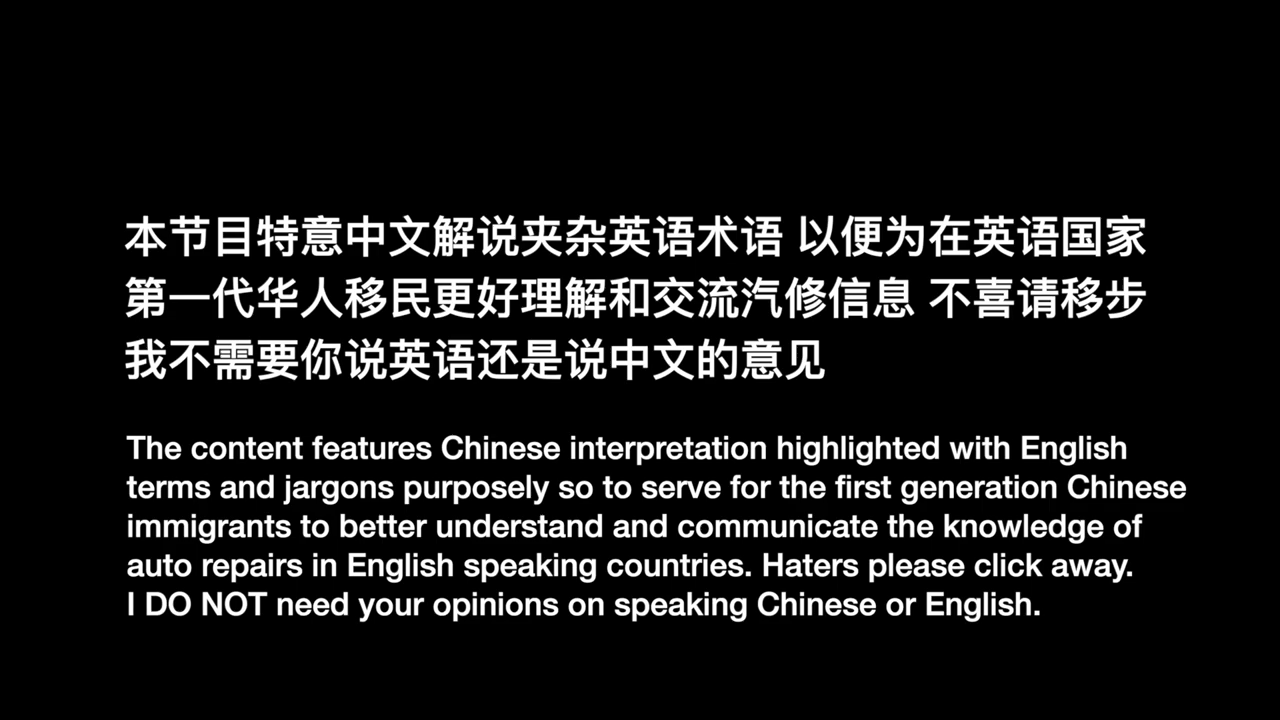 本节目特意中文解说夹杂英语术语 以便为在英语国家
第一代华人移民更好理解和交流汽修信息 不喜请移步
我不需要你说英语还是说中文的意见
The content features Chinese interpretation highlighted with English
terms and jargons purposely so to serve for the first generation Chinese
immigrants to better understand and communicate the knowledge of
auto repairs in English speaking countries. Haters please click away.
I DO NOT need your opinions on speaking Chinese or English.